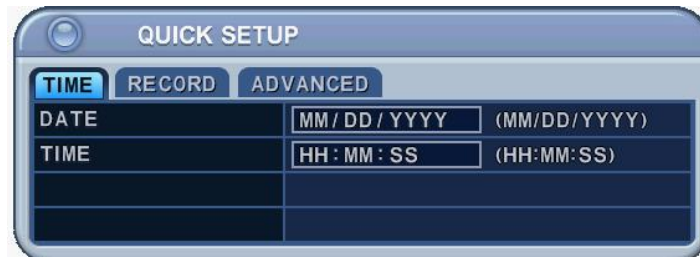 QUICK SETUP
TIME RECORD ADVANCED
DATE MM/DD/YYYY (MM/DD/YYYY)
TIME HH:MM:SS (HH:MM:SS)